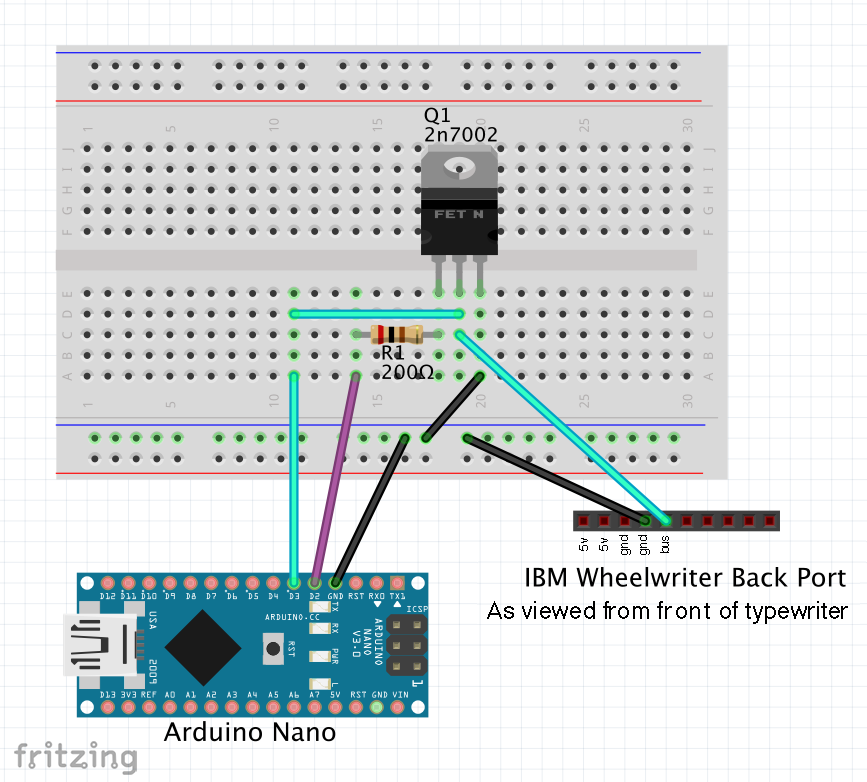 Q1
2n7002
1 5 10 15 20 25 30
J J
I I
H H
G G
F F
FET N
E E
D D
C C
B B
A A
R1
200Ω
1 5 10 15 20 25 30
5v 5v gnd gnd bus
IBM Wheelwriter Back Port
As viewed from front of typewriter
D12 D11 D10 D9 D8 D7 D6 D5 D4 D3 D2 GND RST RX0 TX1
ARDUINO.CC
TX
RX
PWR
L
RST
ARDUINO
NANO
V3.0
ICSP
1
USA
2009
D13 3V3 REF A0 A1 A2 A3 A4 A5 A6 A7 5V RST GND VIN
Arduino Nano
fritzing